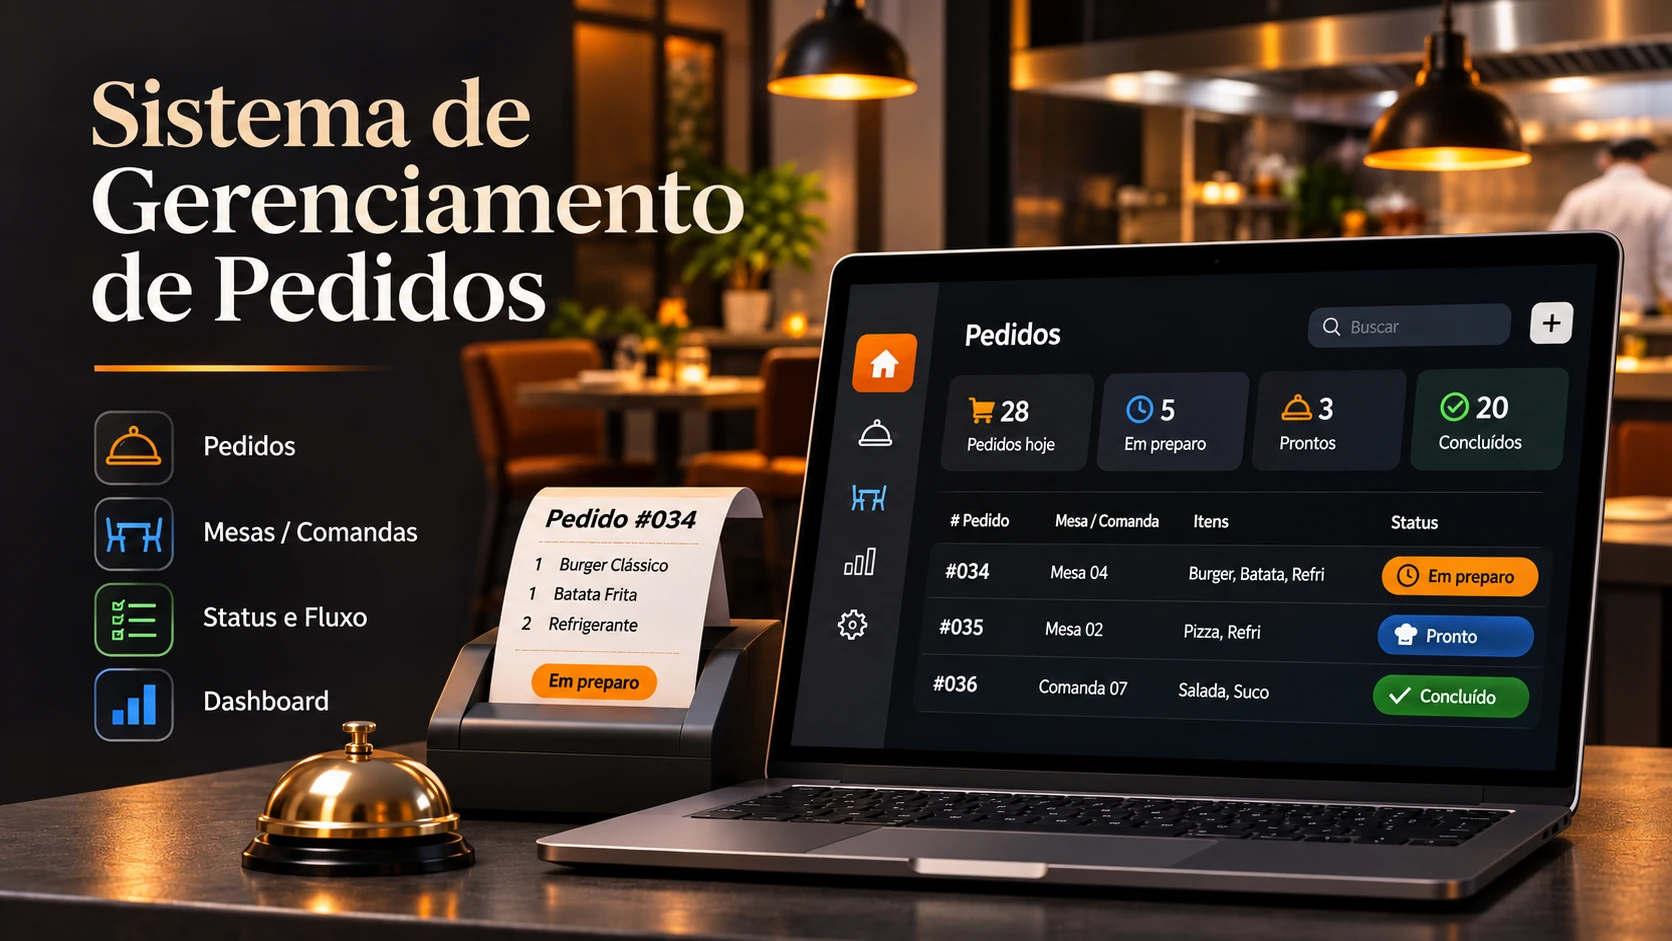 Sistema de
Gerenciamento
de Pedidos
Pedidos
Mesas / Comandas
Status e Fluxo
Dashboard
Pedido #034
1 Burger Clássico
1 Batata Frita
2 Refrigerante
Em preparo
Pedidos
Buscar
+
28
Pedidos hoje
5
Em preparo
3
Prontos
20
Concluídos
# Pedido Mesa / Comanda Itens Status
#034 Mesa 04 Burger, Batata, Refri Em preparo
#035 Mesa 02 Pizza, Refri Pronto
#036 Comanda 07 Salada, Suco Concluído